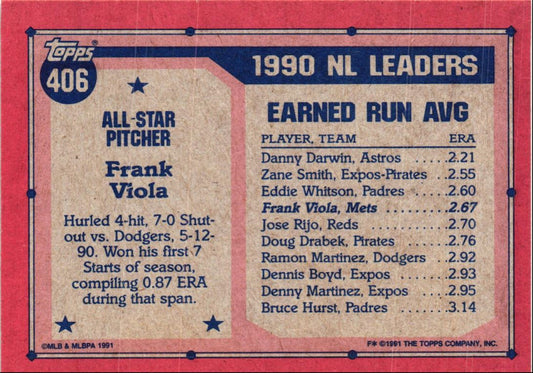 Topps
406
1990 NL LEADERS
ALL-STAR
PITCHER
Frank
Viola
Hurled 4-hit, 7-0 Shut-
out vs. Dodgers, 5-12-
90. Won his first 7
Starts of season,
compiling 0.87 ERA
during that span.
EARNED RUN AVG
PLAYER, TEAM ERA
Danny Darwin, Astros .....2.21
Zane Smith, Expos-Pirates ..2.55
Eddie Whitson, Padres ....2.60
Frank Viola, Mets ........2.67
Jose Rijo, Reds .........2.70
Doug Drabek, Pirates .....2.76
Ramon Martinez, Dodgers ..2.92
Dennis Boyd, Expos ......2.93
Denny Martinez, Expos ....2.95
Bruce Hurst, Padres ......3.14
©MLB & MLBPA 1991
F* ©1991 THE TOPPS COMPANY, INC.